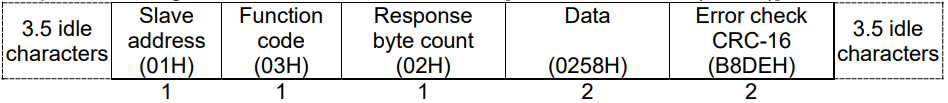 3.5 idle
characters
Slave
address
(01H)
Function
code
(03H)
Response
byte count
(02H)
Data
(0258H)
Error check
CRC-16
(B8DEH)
3.5 idle
characters
1 1 1 2 2